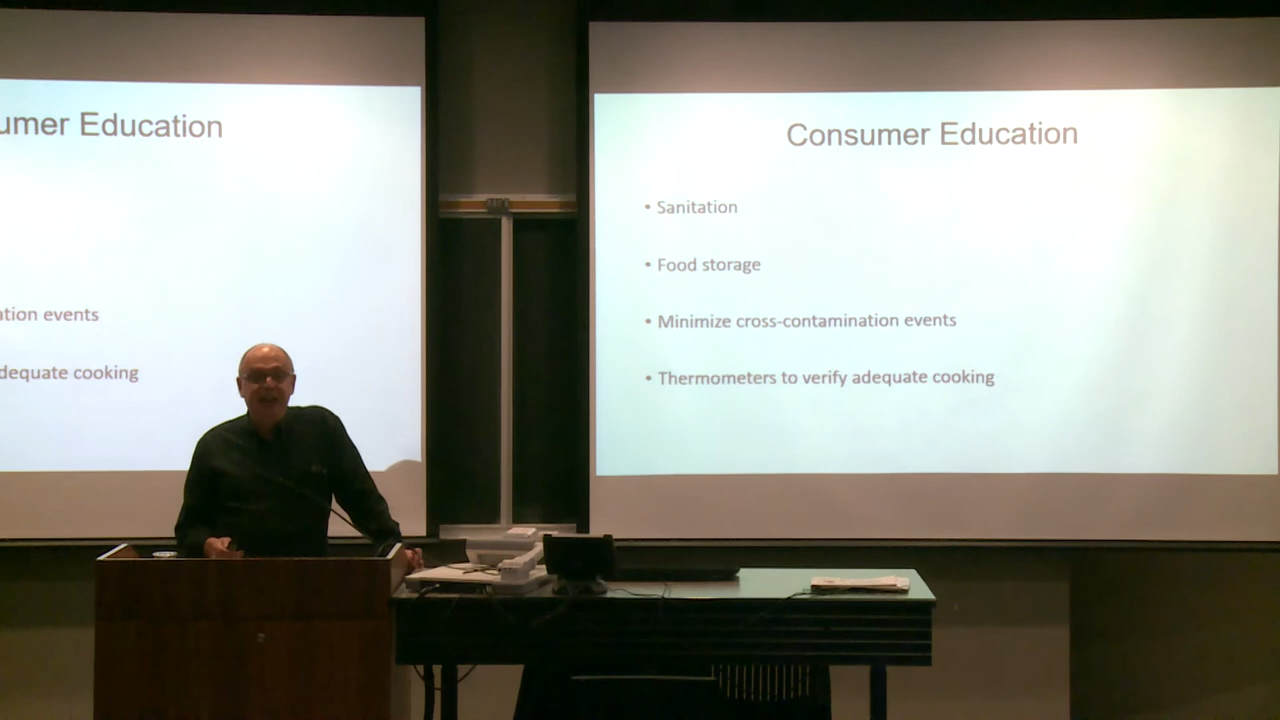 umer Education
ation events
dequate cooking
Consumer Education
• Sanitation
• Food storage
• Minimize cross-contamination events
• Thermometers to verify adequate cooking